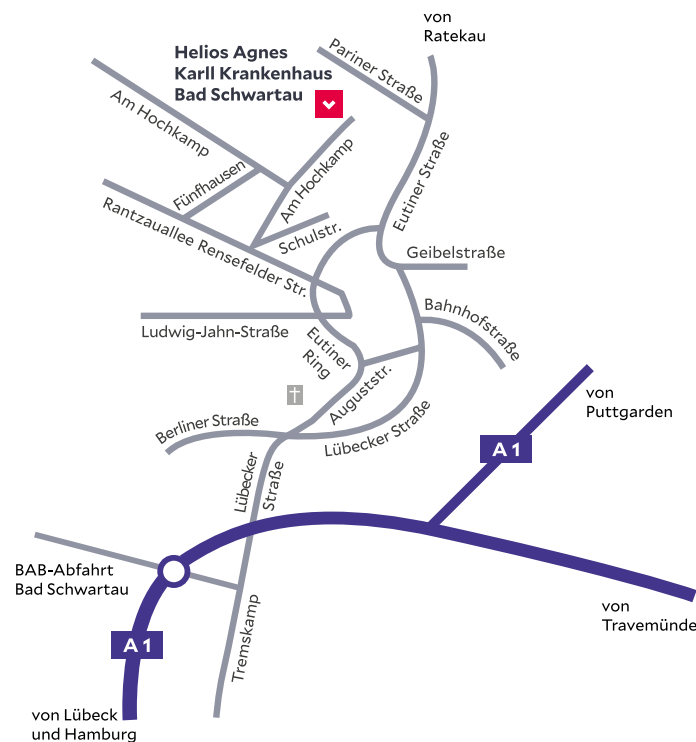 von
Ratekau
Helios Agnes
Karll Krankenhaus
Bad Schwartau
Pariner Straße
Am Hochkamp
Fünfhausen
Am Hochkamp
Eutiner Straße
Rantzauallee Rensefelder Str.
Schulstr.
Geibelstraße
Bahnhofstraße
Ludwig-Jahn-Straße
Eutiner
Ring
Auguststr.
von
Puttgarden
Berliner Straße
Lübecker Straße
A 1
Lübecker
Straße
BAB-Abfahrt
Bad Schwartau
von
Travemünde
Tremskamp
A 1
von Lübeck
und Hamburg